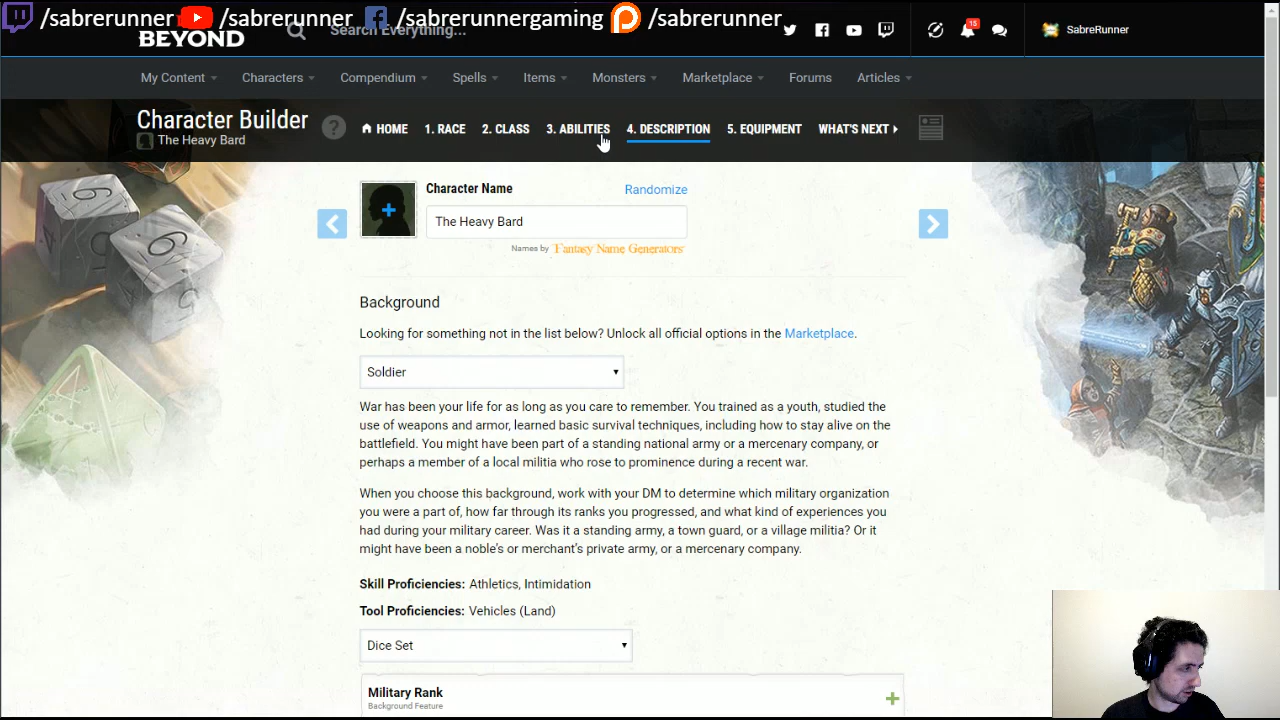 /sabrerunner /sabrerunner /sabrerunnergaming /sabrerunner
BEYOND Search Everything... 15 SabreRunner
My Content Characters Compendium Spells Items Monsters Marketplace Forums Articles
Character Builder ? HOME 1. RACE 2. CLASS 3. ABILITIES 4. DESCRIPTION 5. EQUIPMENT WHAT'S NEXT
The Heavy Bard
Character Name Randomize
The Heavy Bard
Names by Fantasy Name Generators
Background
Looking for something not in the list below? Unlock all official options in the Marketplace.
Soldier
War has been your life for as long as you care to remember. You trained as a youth, studied the
use of weapons and armor, learned basic survival techniques, including how to stay alive on the
battlefield. You might have been part of a standing national army or a mercenary company, or
perhaps a member of a local militia who rose to prominence during a recent war.
When you choose this background, work with your DM to determine which military organization
you were a part of, how far through its ranks you progressed, and what kind of experiences you
had during your military career. Was it a standing army, a town guard, or a village militia? Or it
might have been a noble's or merchant's private army, or a mercenary company.
Skill Proficiencies: Athletics, Intimidation
Tool Proficiencies: Vehicles (Land)
Dice Set
Military Rank
Background Feature